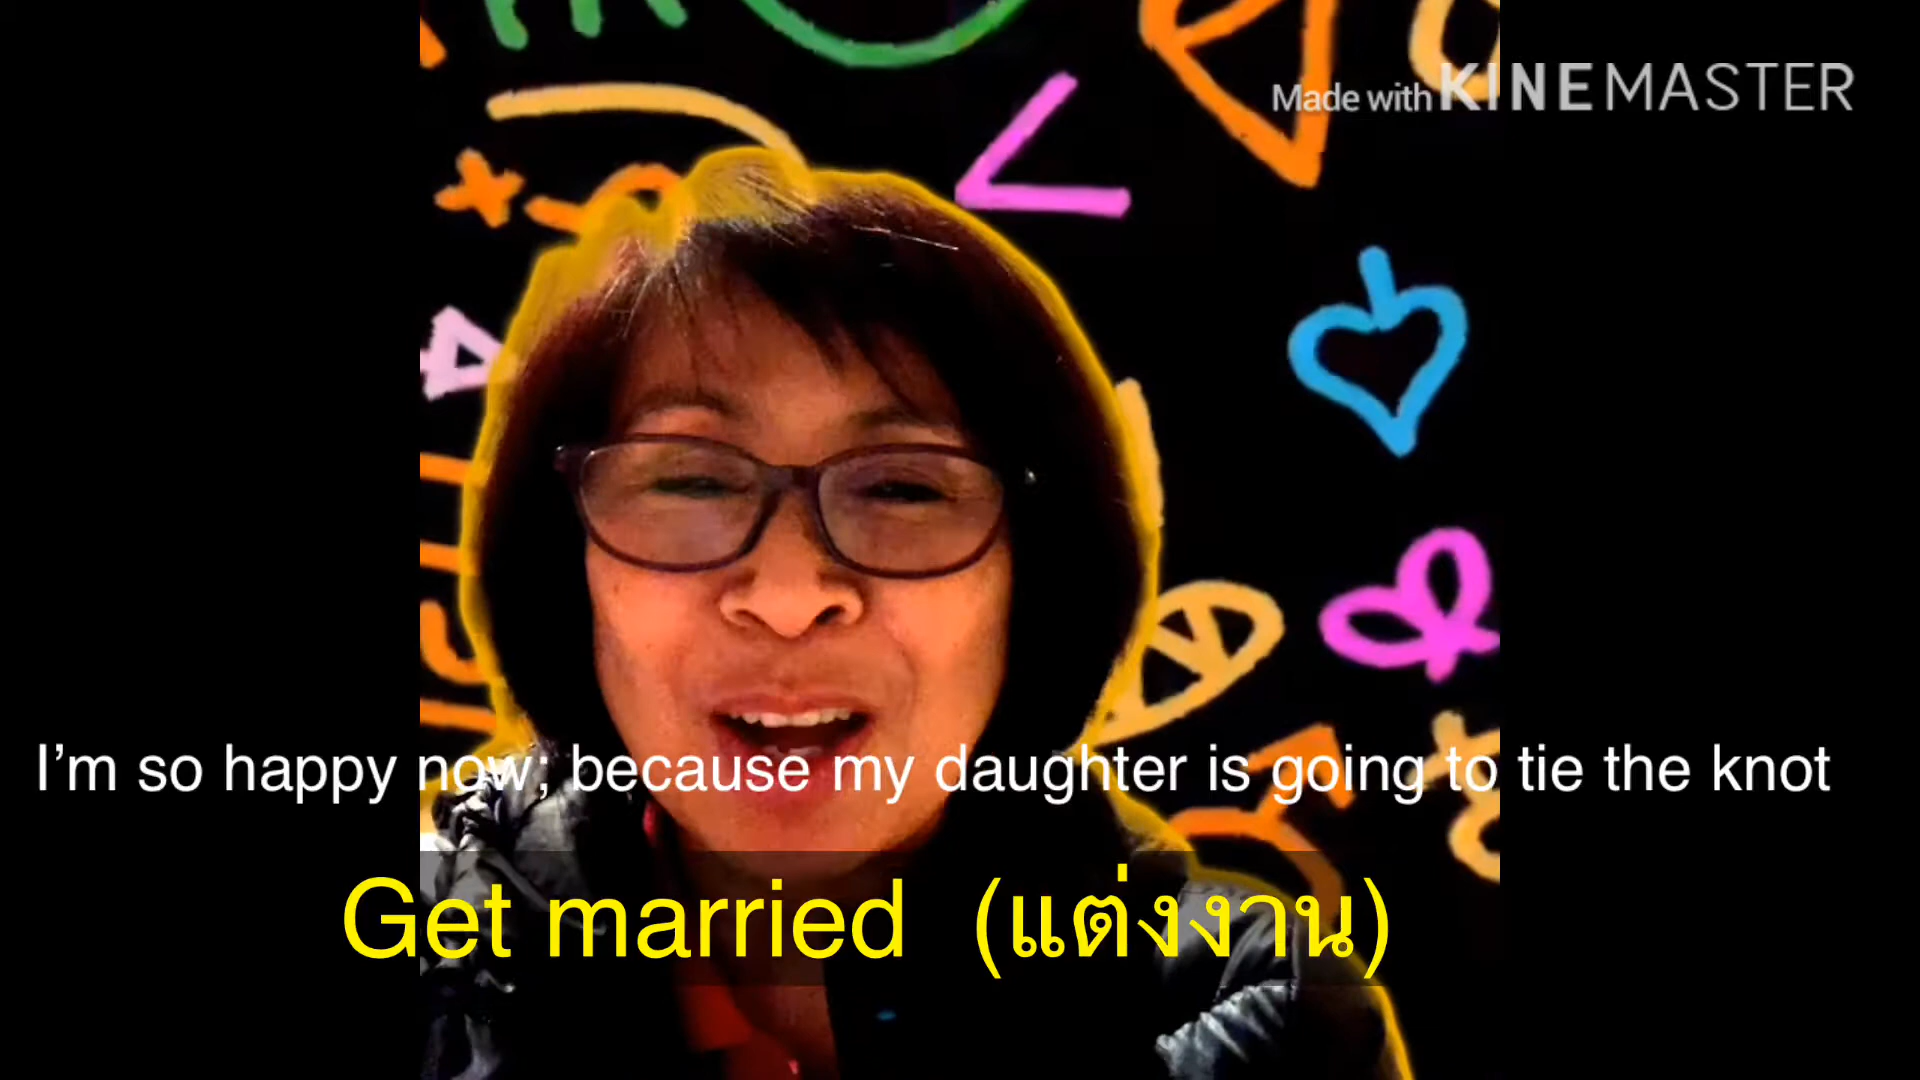 Made with KINEMASTER
I’m so happy now; because my daughter is going to tie the knot
Get married (แต่งงาน)